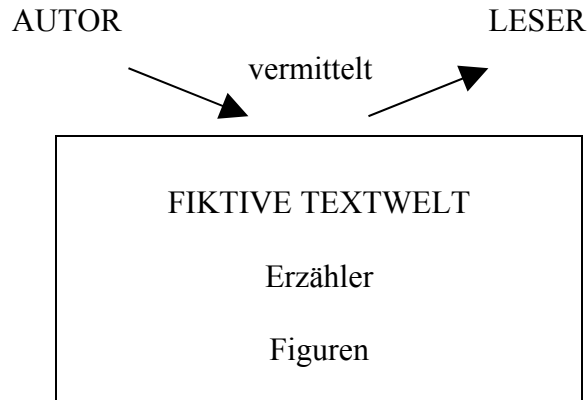 AUTOR LESER
vermittelt
FIKTIVE TEXTWELT
Erzähler
Figuren